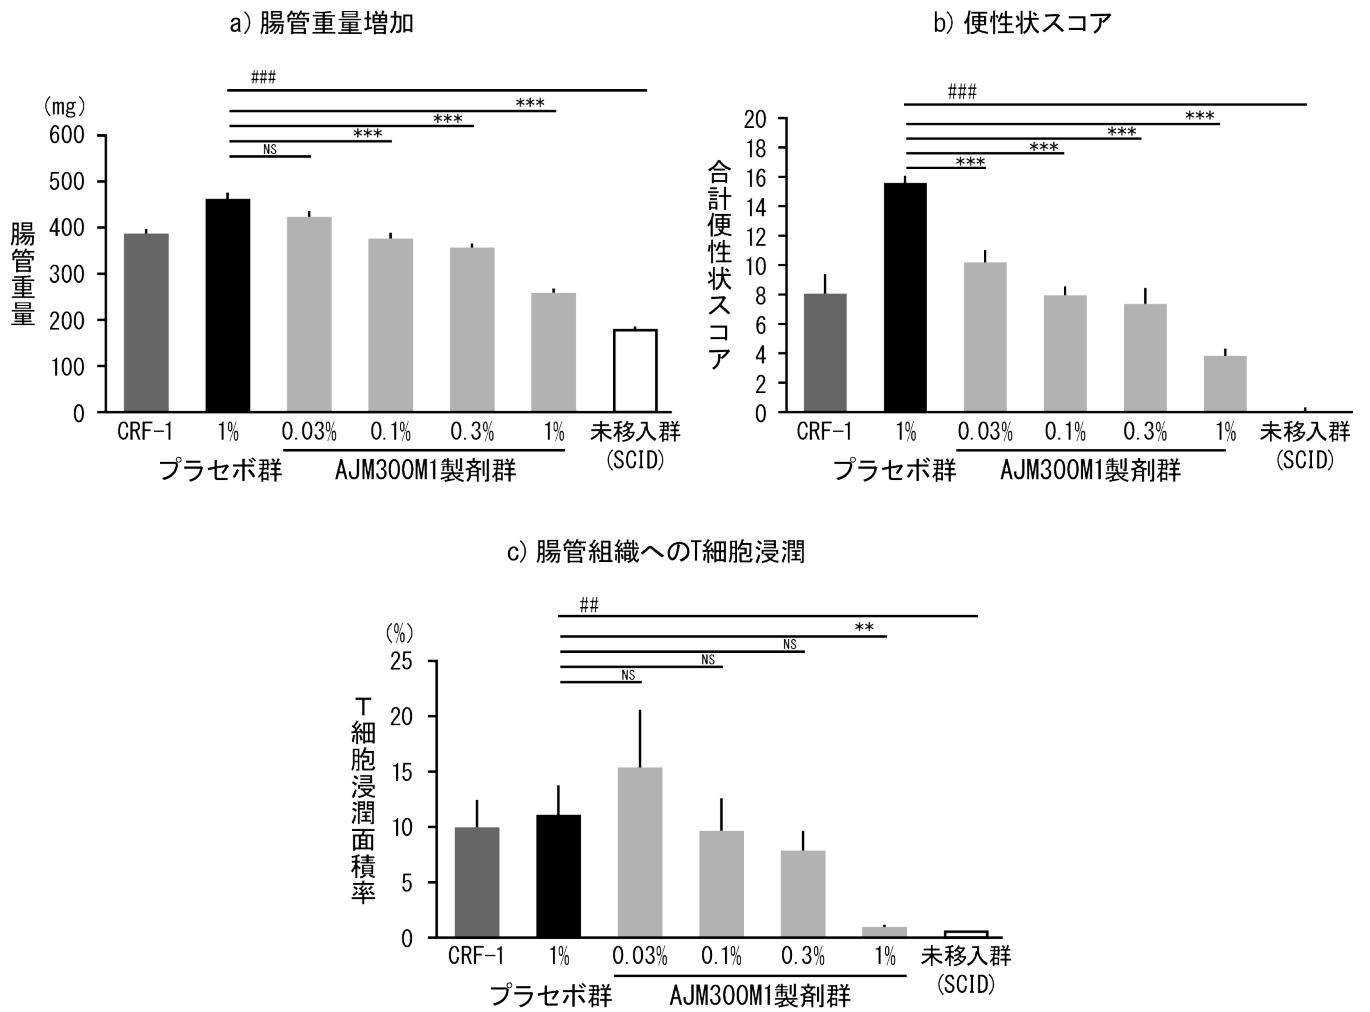 a) 腸管重量増加
###
(mg)
***
***
***
NS
600
500
400
300
200
100
0
腸管重量
CRF-1 1% 0.03% 0.1% 0.3% 1% 未移入群
(SCID)
プラセボ群 AJM300M1製剤群
b) 便性状スコア
###
***
***
***
***
20
18
16
14
12
10
8
6
4
2
0
合計便性状スコア
CRF-1 1% 0.03% 0.1% 0.3% 1% 未移入群
(SCID)
プラセボ群 AJM300M1製剤群
c) 腸管組織へのT細胞浸潤
##
(%)
**
NS
NS
NS
25
20
15
10
5
0
T細胞浸潤面積率
CRF-1 1% 0.03% 0.1% 0.3% 1% 未移入群
(SCID)
プラセボ群 AJM300M1製剤群